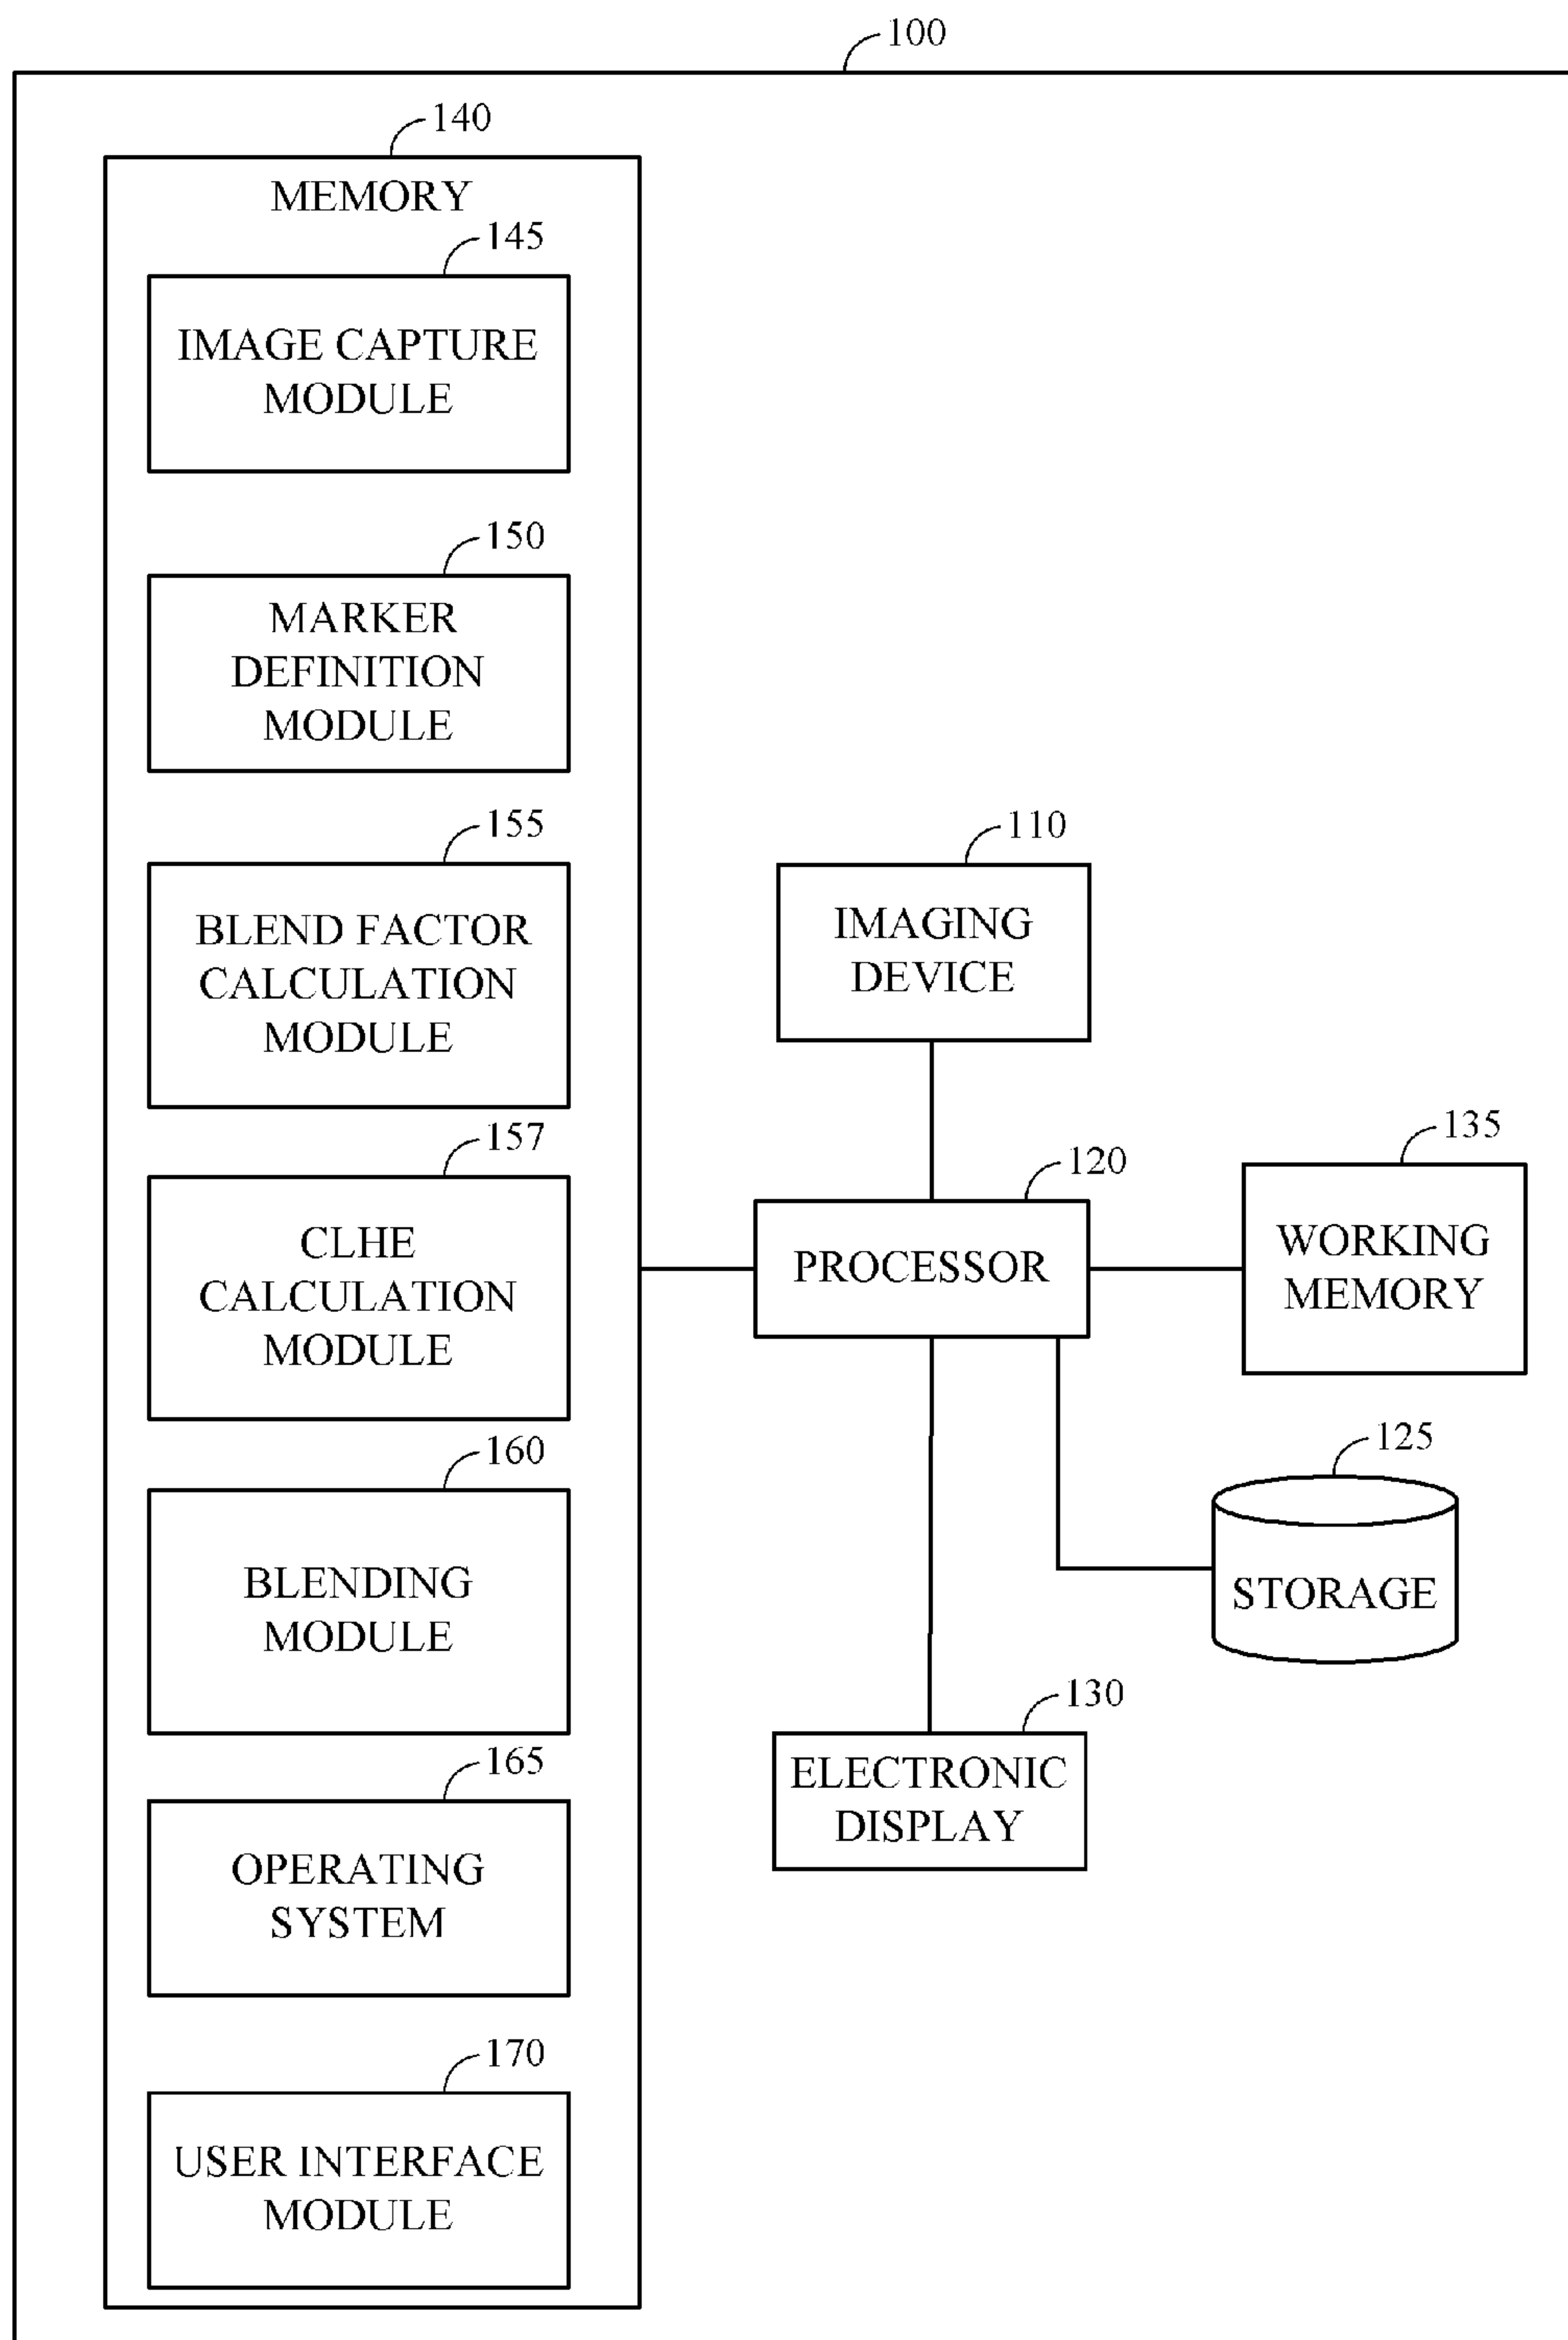 100
140
MEMORY
145
IMAGE CAPTURE
MODULE
150
MARKER
DEFINITION
MODULE
155
BLEND FACTOR
CALCULATION
MODULE
157
CLHE
CALCULATION
MODULE
160
BLENDING
MODULE
165
OPERATING
SYSTEM
170
USER INTERFACE
MODULE
110
IMAGING
DEVICE
120
PROCESSOR
135
WORKING
MEMORY
125
STORAGE
130
ELECTRONIC
DISPLAY